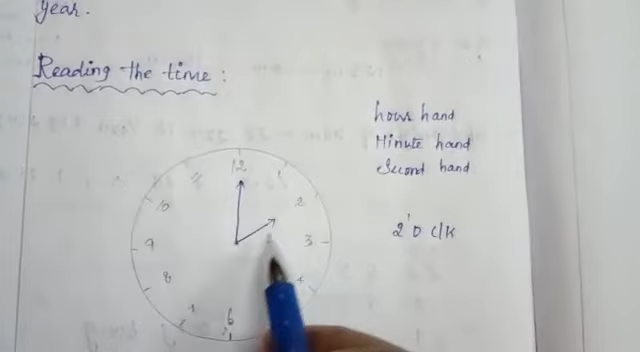 year.
Reading the time:
hour hand
Minute hand
Second hand
12
11
1
10
2
9
3
8
4
7
6
2'O clk